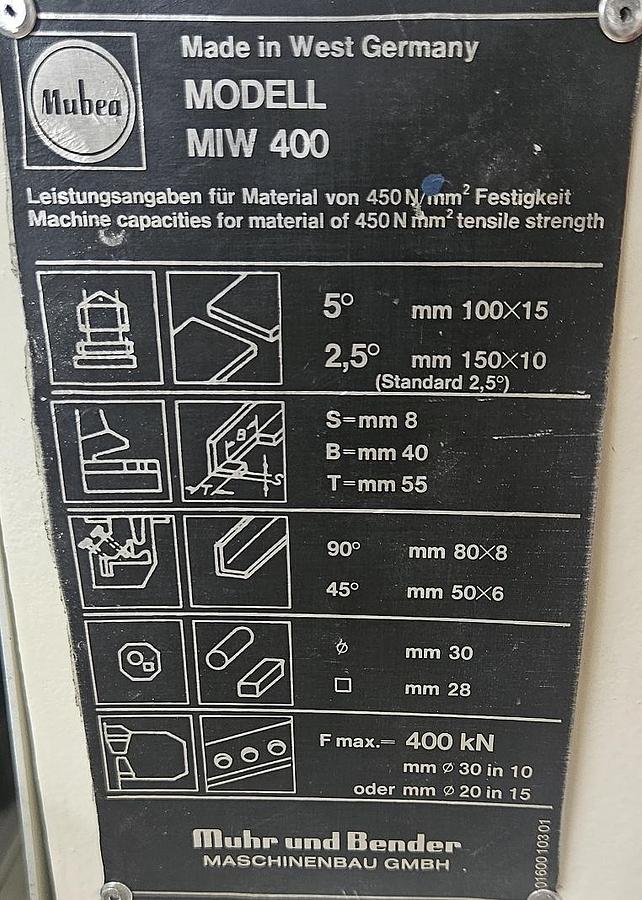 Mubea
Made in West Germany
MODELL
MIW 400
Leistungsangaben für Material von 450 N/mm² Festigkeit
Machine capacities for material of 450 N mm² tensile strength
5° mm 100×15
2,5° mm 150×10
(Standard 2,5°)
B
S
T
S=mm 8
B=mm 40
T=mm 55
90° mm 80×8
45° mm 50×6
⌀ mm 30
□ mm 28
F max.= 400 kN
mm ⌀ 30 in 10
oder mm ⌀ 20 in 15
Muhr und Bender
MASCHINENBAU GMBH
01600 103 01